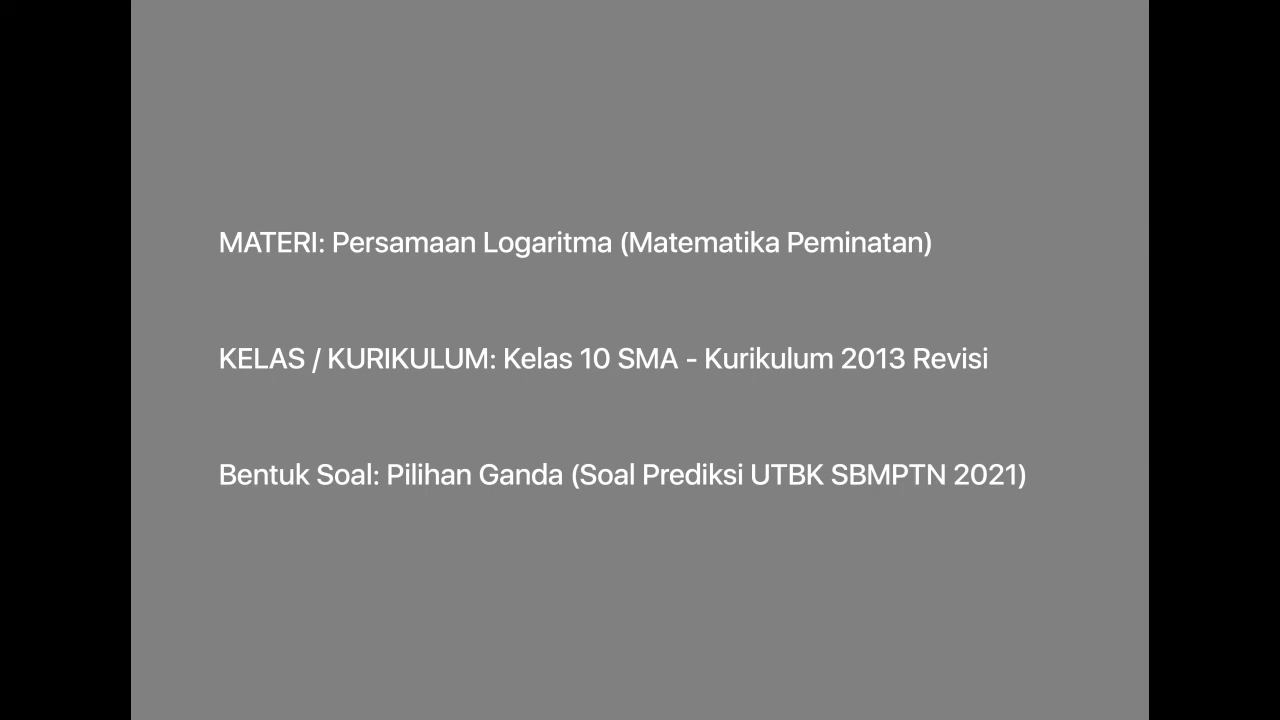 MATERI: Persamaan Logaritma (Matematika Peminatan)
KELAS / KURIKULUM: Kelas 10 SMA - Kurikulum 2013 Revisi
Bentuk Soal: Pilihan Ganda (Soal Prediksi UTBK SBMPTN 2021)